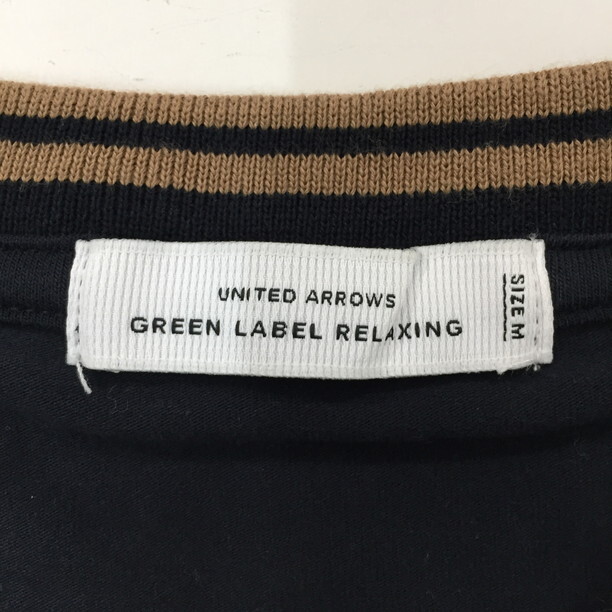 UNITED ARROWS
GREEN LABEL RELAXING
SIZE M